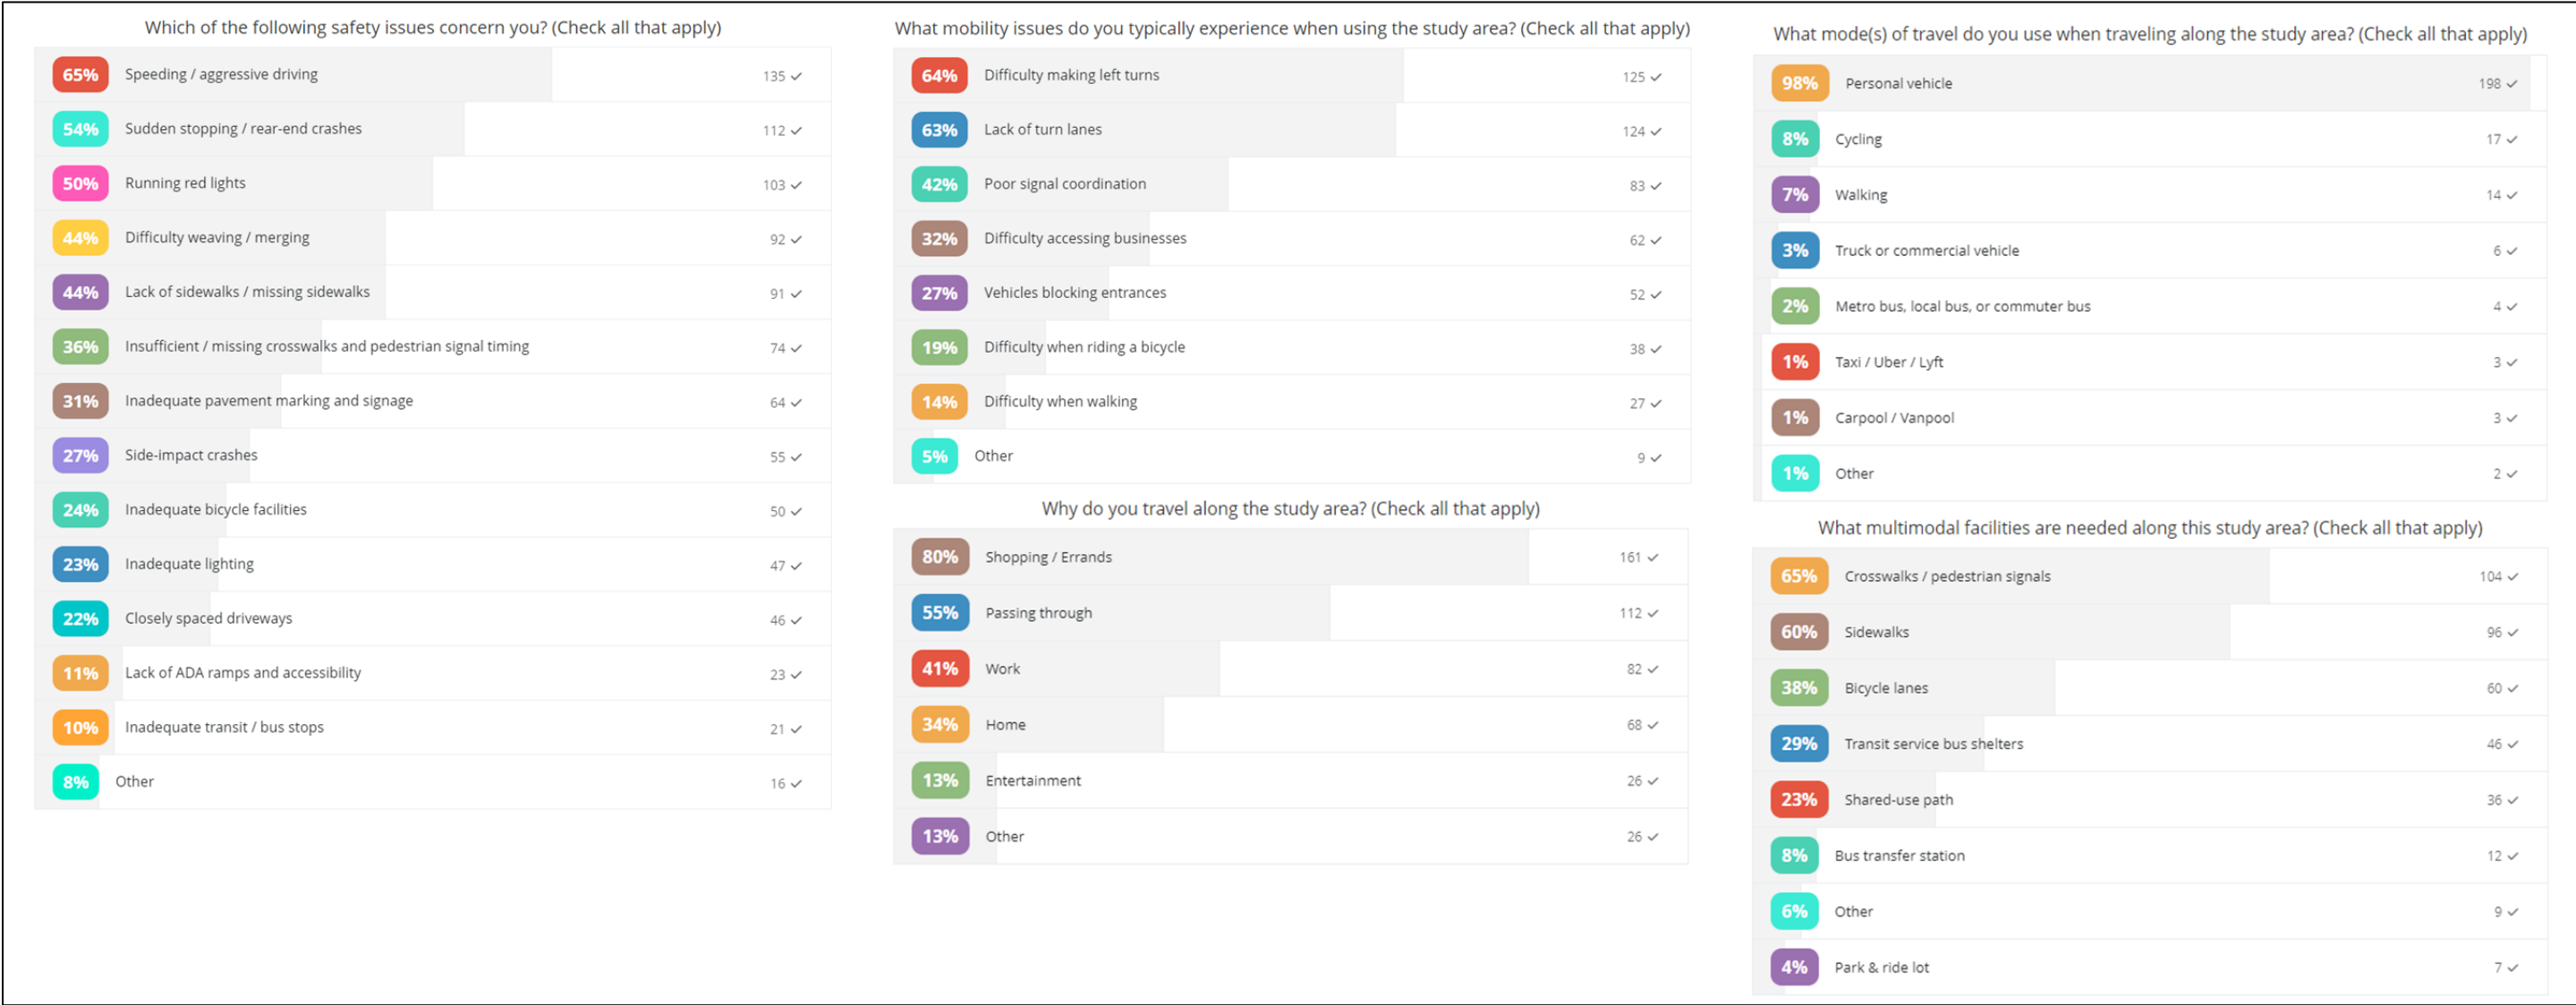 Which of the following safety issues concern you? (Check all that apply)
65% Speeding / aggressive driving 135 ✓
54% Sudden stopping / rear-end crashes 112 ✓
50% Running red lights 103 ✓
44% Difficulty weaving / merging 92 ✓
44% Lack of sidewalks / missing sidewalks 91 ✓
36% Insufficient / missing crosswalks and pedestrian signal timing 74 ✓
31% Inadequate pavement marking and signage 64 ✓
27% Side-impact crashes 55 ✓
24% Inadequate bicycle facilities 50 ✓
23% Inadequate lighting 47 ✓
22% Closely spaced driveways 46 ✓
11% Lack of ADA ramps and accessibility 23 ✓
10% Inadequate transit / bus stops 21 ✓
8% Other 16 ✓
What mobility issues do you typically experience when using the study area? (Check all that apply)
64% Difficulty making left turns 125 ✓
63% Lack of turn lanes 124 ✓
42% Poor signal coordination 83 ✓
32% Difficulty accessing businesses 62 ✓
27% Vehicles blocking entrances 52 ✓
19% Difficulty when riding a bicycle 38 ✓
14% Difficulty when walking 27 ✓
5% Other 9 ✓
Why do you travel along the study area? (Check all that apply)
80% Shopping / Errands 161 ✓
55% Passing through 112 ✓
41% Work 82 ✓
34% Home 68 ✓
13% Entertainment 26 ✓
13% Other 26 ✓
What mode(s) of travel do you use when traveling along the study area? (Check all that apply)
98% Personal vehicle 198 ✓
8% Cycling 17 ✓
7% Walking 14 ✓
3% Truck or commercial vehicle 6 ✓
2% Metro bus, local bus, or commuter bus 4 ✓
1% Taxi / Uber / Lyft 3 ✓
1% Carpool / Vanpool 3 ✓
1% Other 2 ✓
What multimodal facilities are needed along this study area? (Check all that apply)
65% Crosswalks / pedestrian signals 104 ✓
60% Sidewalks 96 ✓
38% Bicycle lanes 60 ✓
29% Transit service bus shelters 46 ✓
23% Shared-use path 36 ✓
8% Bus transfer station 12 ✓
6% Other 9 ✓
4% Park & ride lot 7 ✓